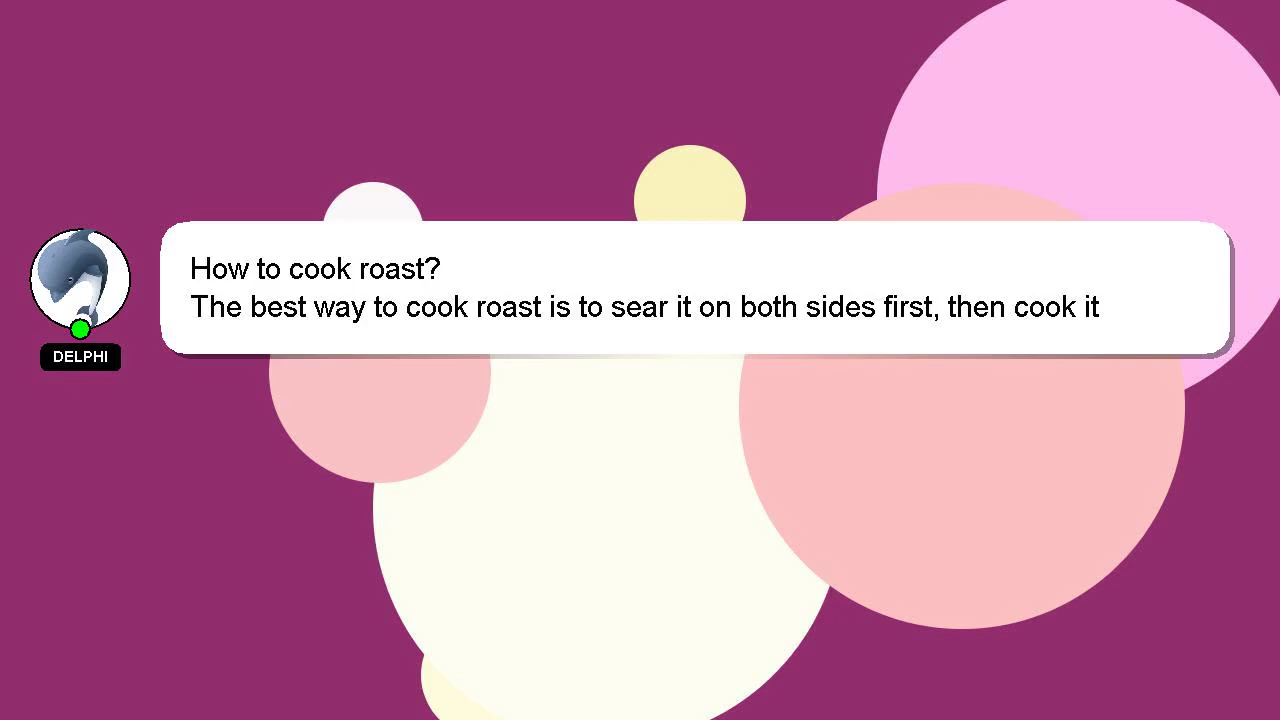 How to cook roast?
The best way to cook roast is to sear it on both sides first, then cook it
DELPHI